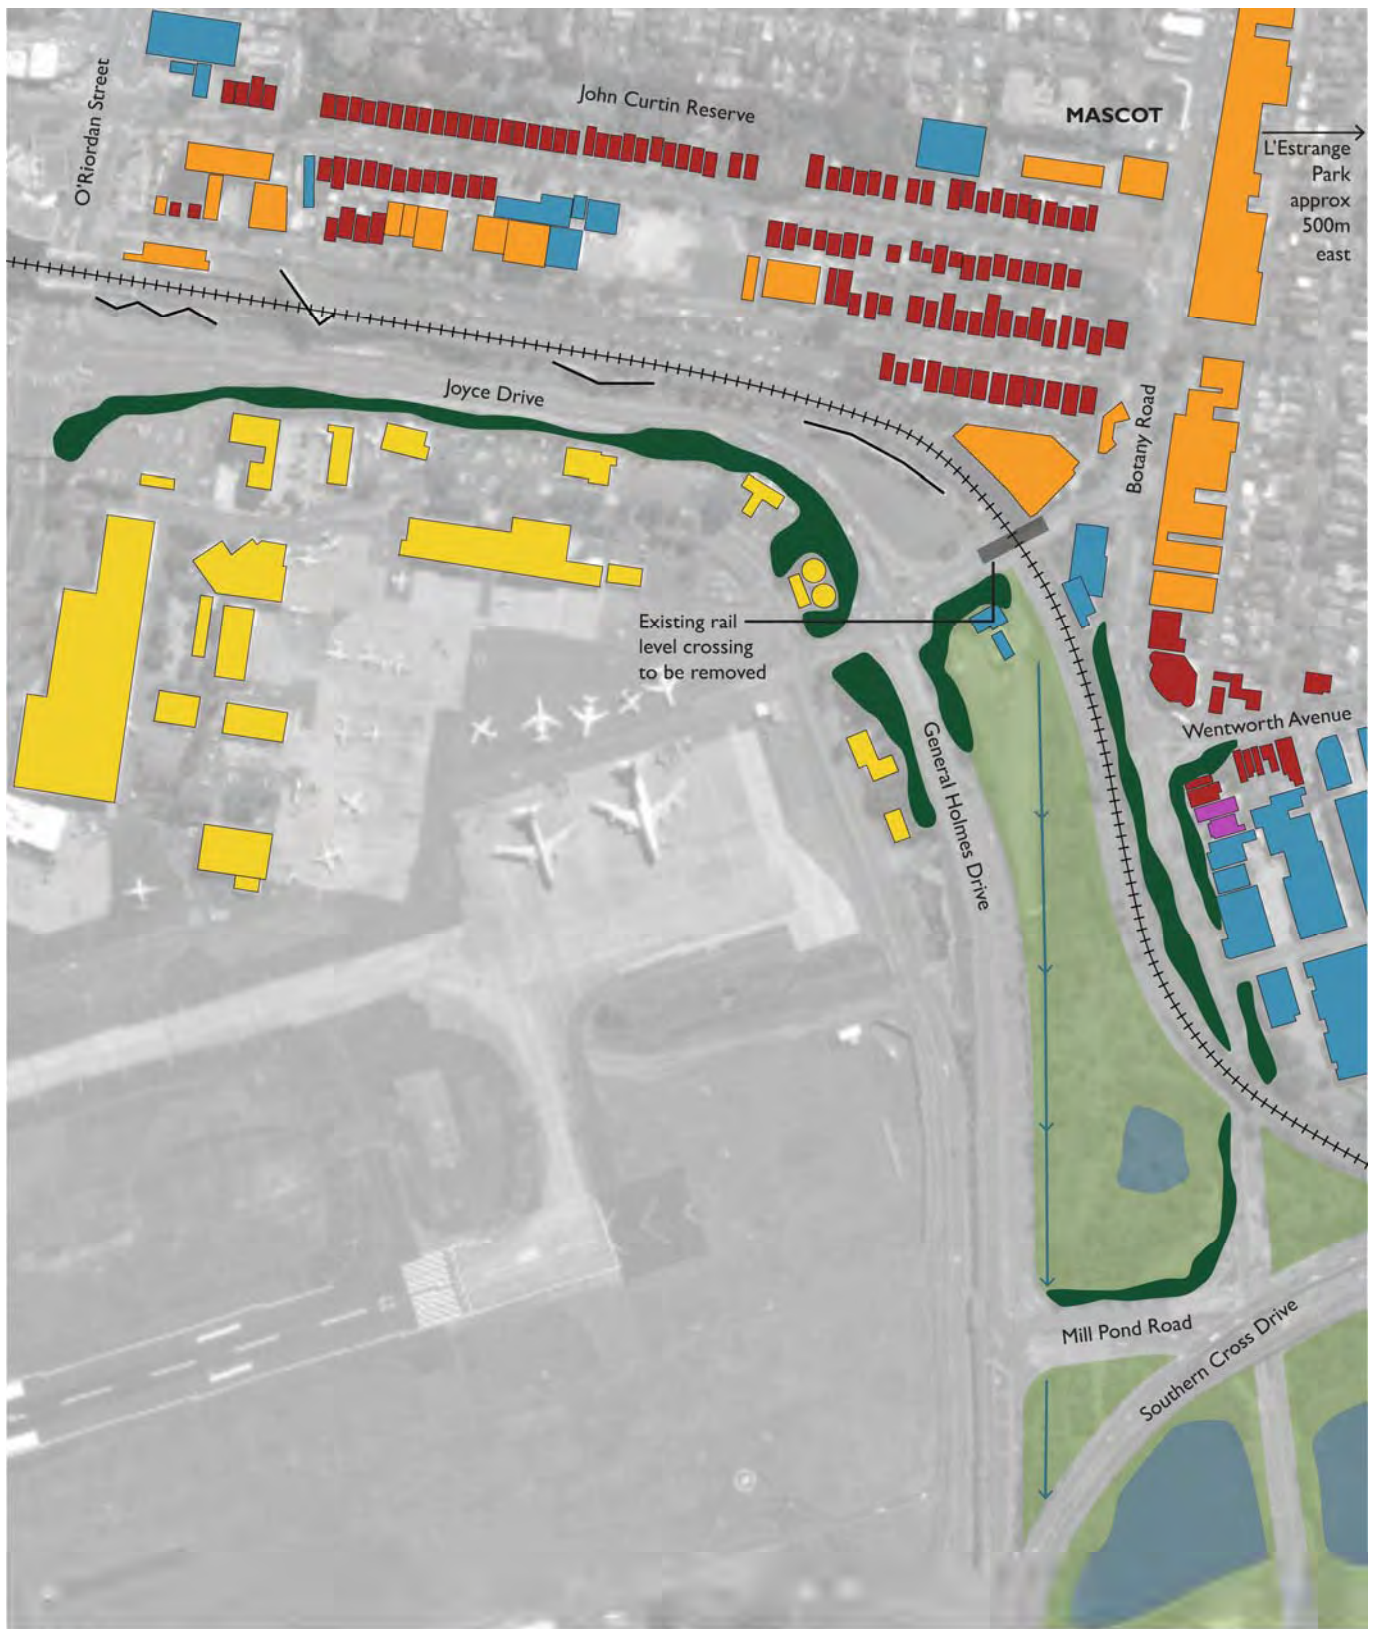 O'Riordan Street
John Curtin Reserve
MASCOT
L'Estrange
Park
approx
500m
east
Joyce Drive
Botany Road
Existing rail
level crossing
to be removed
Wentworth Avenue
General Holmes Drive
Mill Pond Road
Southern Cross Drive